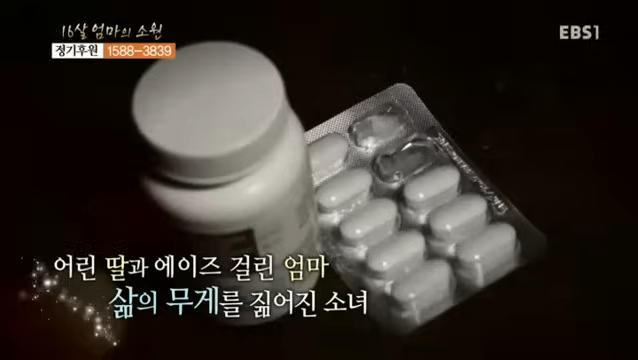 16살 엄마의 소원
EBS1
정기후원 1588-3839
어린 딸과 에이즈 걸린 엄마
삶의 무게를 짊어진 소녀